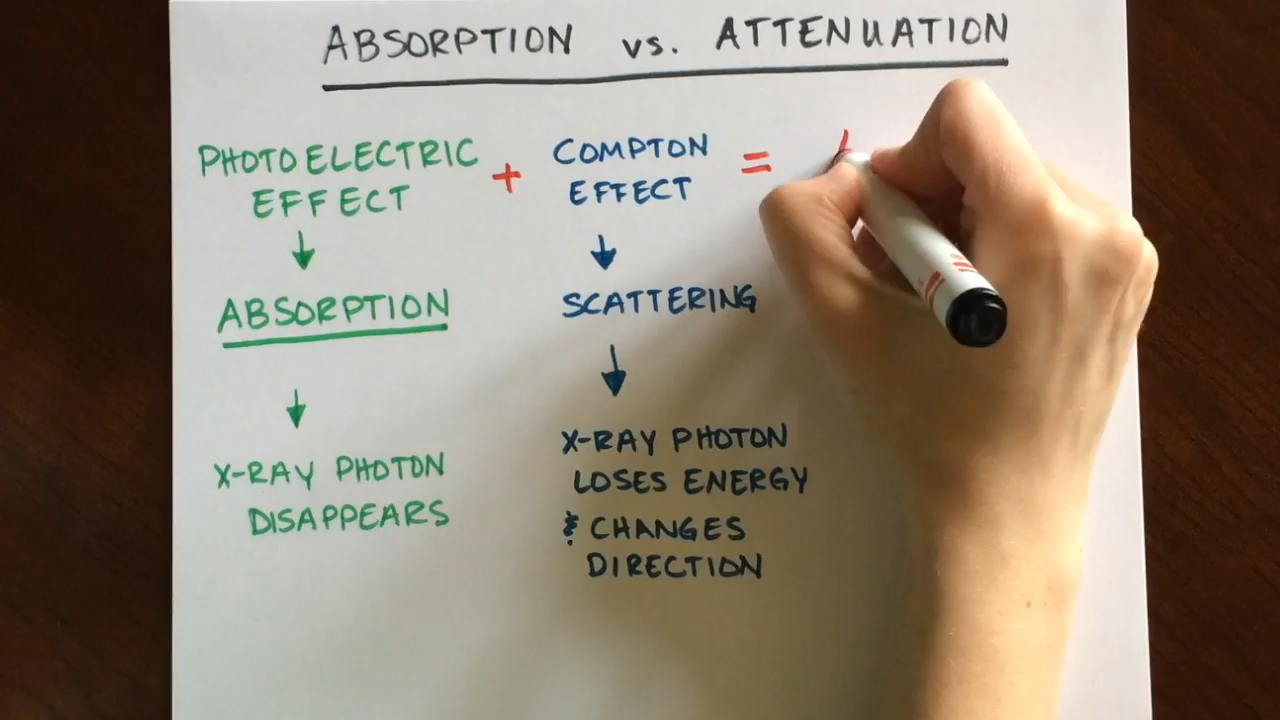 ABSORPTION vs. ATTENUATION
PHOTOELECTRIC
EFFECT
+
COMPTON
EFFECT
=
ABSORPTION
SCATTERING
X-RAY PHOTON
DISAPPEARS
X-RAY PHOTON
LOSES ENERGY
& CHANGES
DIRECTION